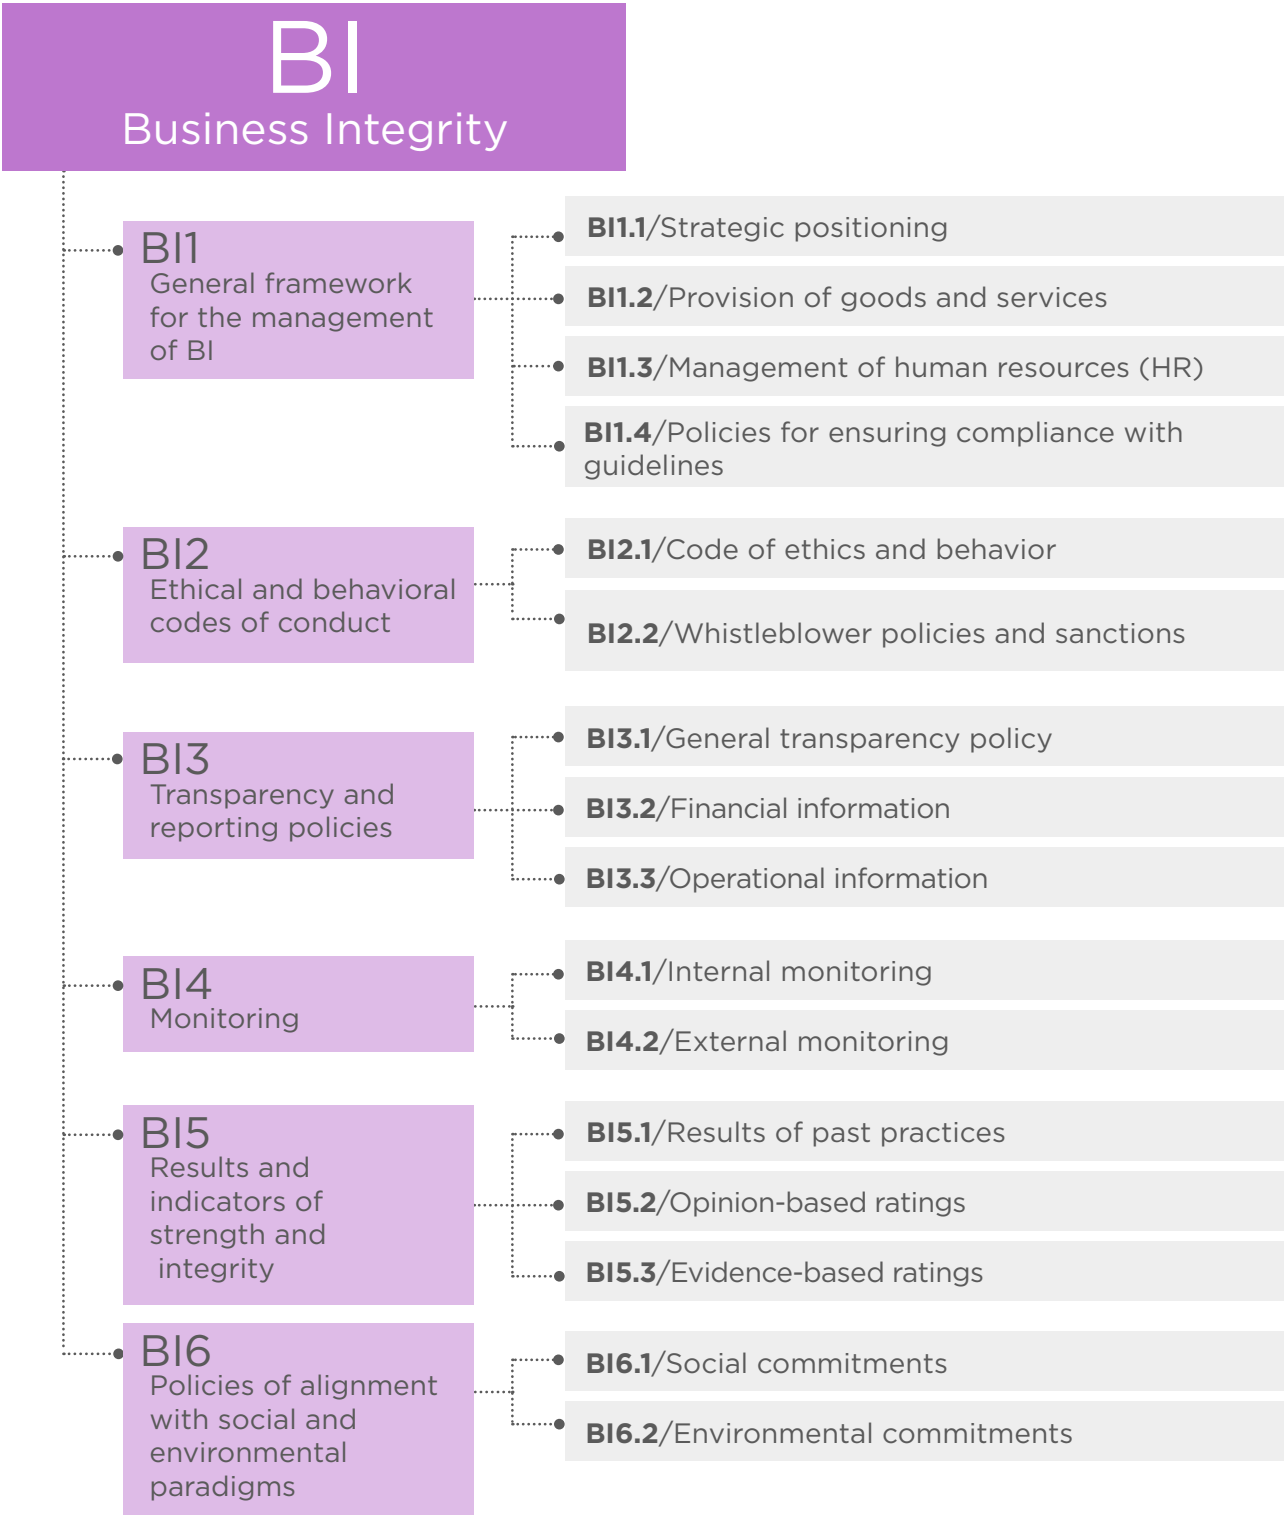 BI
Business Integrity
BI1
General framework
for the management
of BI
BI1.1/Strategic positioning
BI1.2/Provision of goods and services
BI1.3/Management of human resources (HR)
BI1.4/Policies for ensuring compliance with
guidelines
BI2
Ethical and behavioral
codes of conduct
BI2.1/Code of ethics and behavior
BI2.2/Whistleblower policies and sanctions
BI3
Transparency and
reporting policies
BI3.1/General transparency policy
BI3.2/Financial information
BI3.3/Operational information
BI4
Monitoring
BI4.1/Internal monitoring
BI4.2/External monitoring
BI5
Results and
indicators of
strength and
integrity
BI5.1/Results of past practices
BI5.2/Opinion-based ratings
BI5.3/Evidence-based ratings
BI6
Policies of alignment
with social and
environmental
paradigms
BI6.1/Social commitments
BI6.2/Environmental commitments